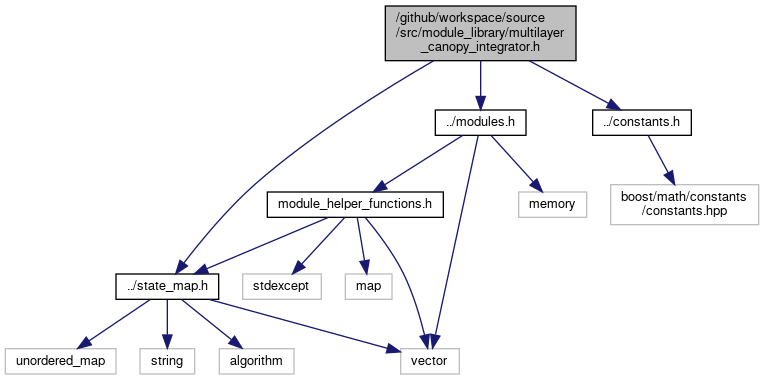 /github/workspace/source
/src/module_library/multilayer
_canopy_integrator.h
../modules.h
../constants.h
module_helper_functions.h
memory
boost/math/constants
/constants.hpp
../state_map.h
stdexcept
map
unordered_map
string
algorithm
vector